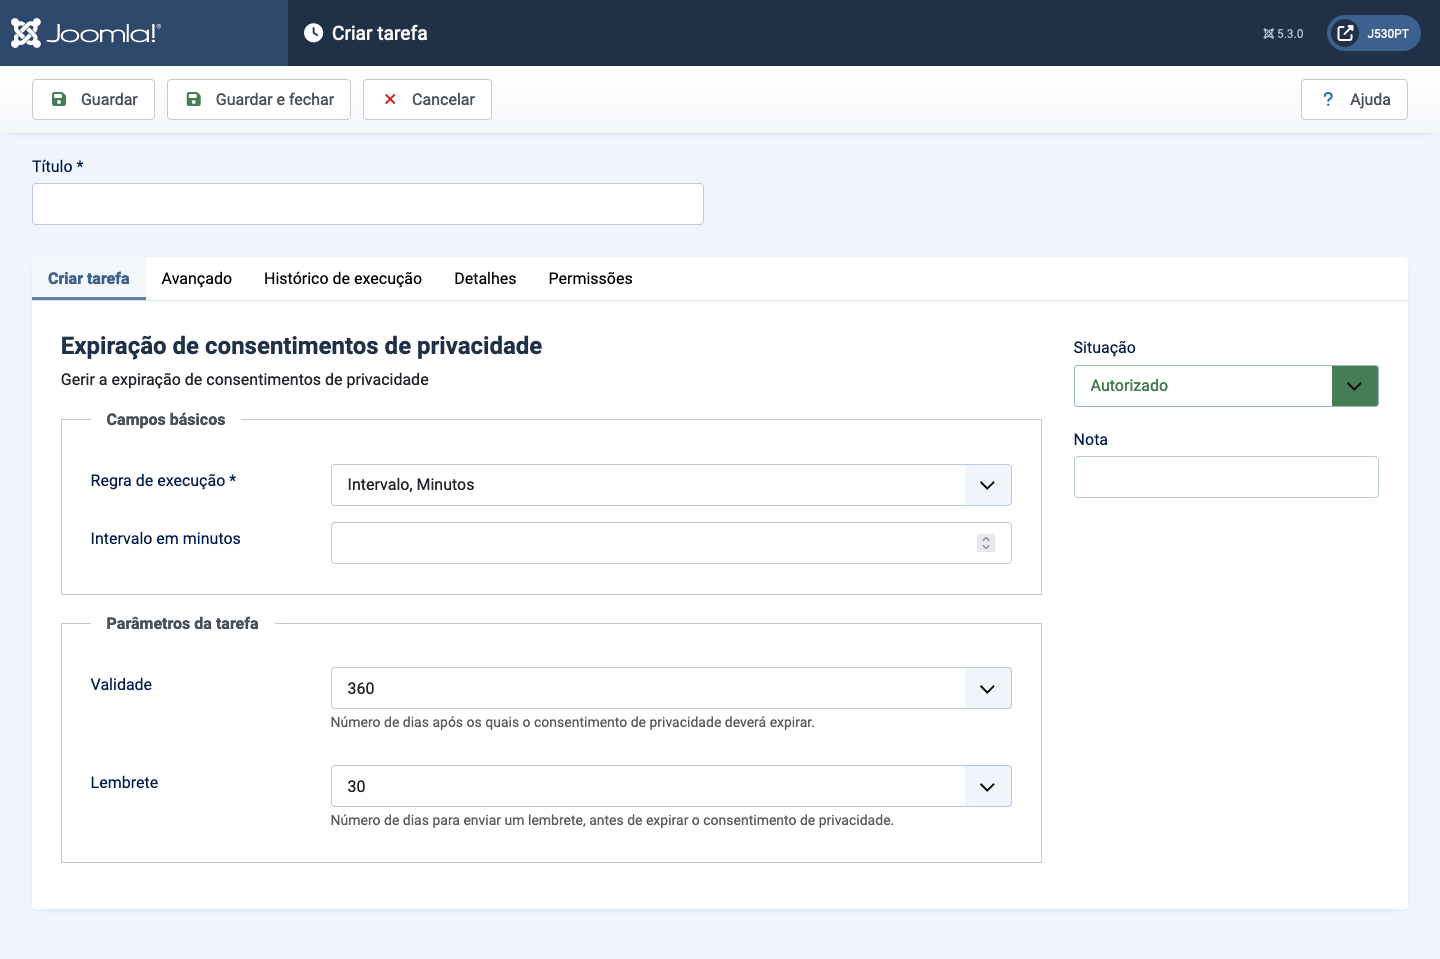 Joomla!®
Criar tarefa
5.3.0
J530PT
Guardar
Guardar e fechar
Cancelar
? Ajuda
Título *
Criar tarefa
Avançado
Histórico de execução
Detalhes
Permissões
Expiração de consentimentos de privacidade
Gerir a expiração de consentimentos de privacidade
Campos básicos
Regra de execução *
Intervalo, Minutos
Intervalo em minutos
Parâmetros da tarefa
Validade
360
Número de dias após os quais o consentimento de privacidade deverá expirar.
Lembrete
30
Número de dias para enviar um lembrete, antes de expirar o consentimento de privacidade.
Situação
Autorizado
Nota